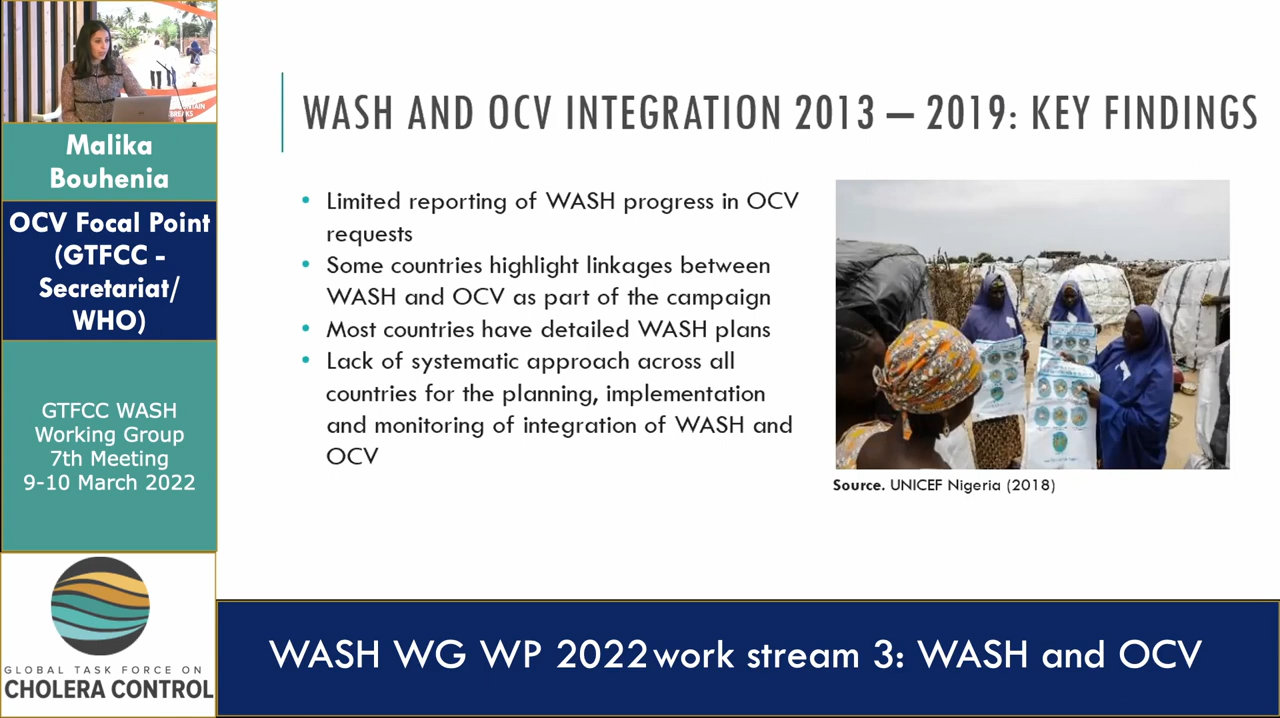 Malika
Bouhenia
OCV Focal Point
(GTFCC -
Secretariat/
WHO)
GTFCC WASH
Working Group
7th Meeting
9-10 March 2022
GLOBAL TASK FORCE ON
CHOLERA CONTROL
WASH AND OCV INTEGRATION 2013 – 2019: KEY FINDINGS
• Limited reporting of WASH progress in OCV
requests
• Some countries highlight linkages between
WASH and OCV as part of the campaign
• Most countries have detailed WASH plans
• Lack of systematic approach across all
countries for the planning, implementation
and monitoring of integration of WASH and
OCV
Source. UNICEF Nigeria (2018)
WASH WG WP 2022 work stream 3: WASH and OCV